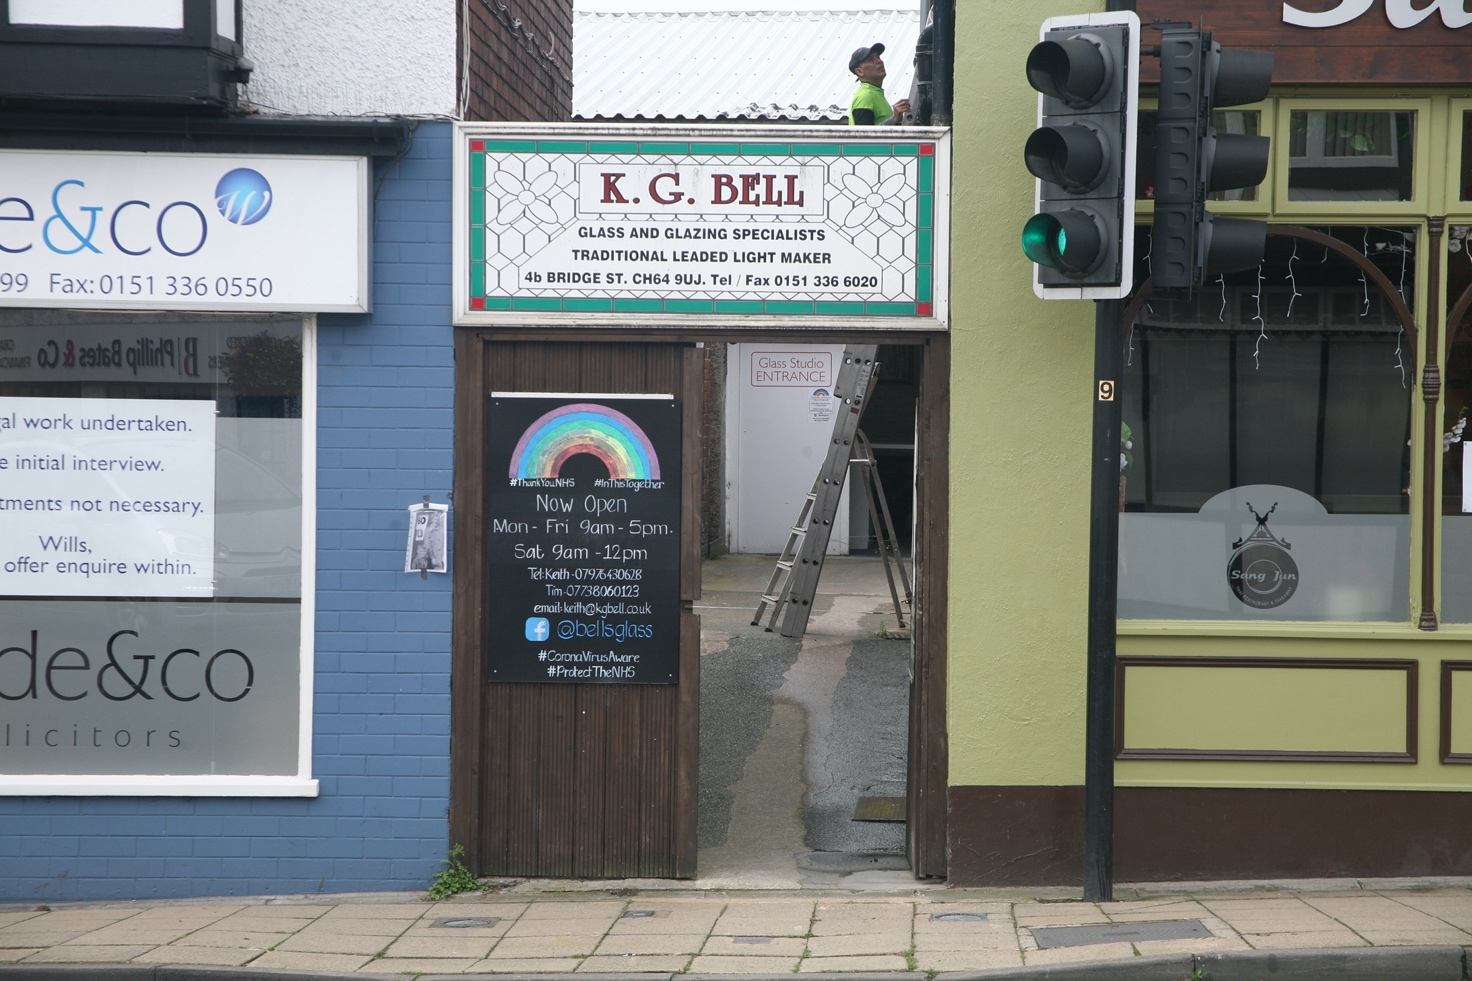 e&co
99 Fax: 0151 336 0550
Phillip Bates & Co
gal work undertaken.
e initial interview.
tments not necessary.
Wills,
offer enquire within.
de&co
licitors
K. G. BELL
GLASS AND GLAZING SPECIALISTS
TRADITIONAL LEADED LIGHT MAKER
4b BRIDGE ST. CH64 9UJ. Tel / Fax 0151 336 6020
Glass Studio
ENTRANCE
#ThankYouNHS #InThisTogether
Now Open
Mon - Fri 9am - 5pm.
Sat 9am - 12pm
Tel: Keith - 07976430628
Tim - 07738060123
email: keith@kgbell.co.uk
@bellsglass
#CoronaVirusAware
#ProtectTheNHS
9
Sang Jun